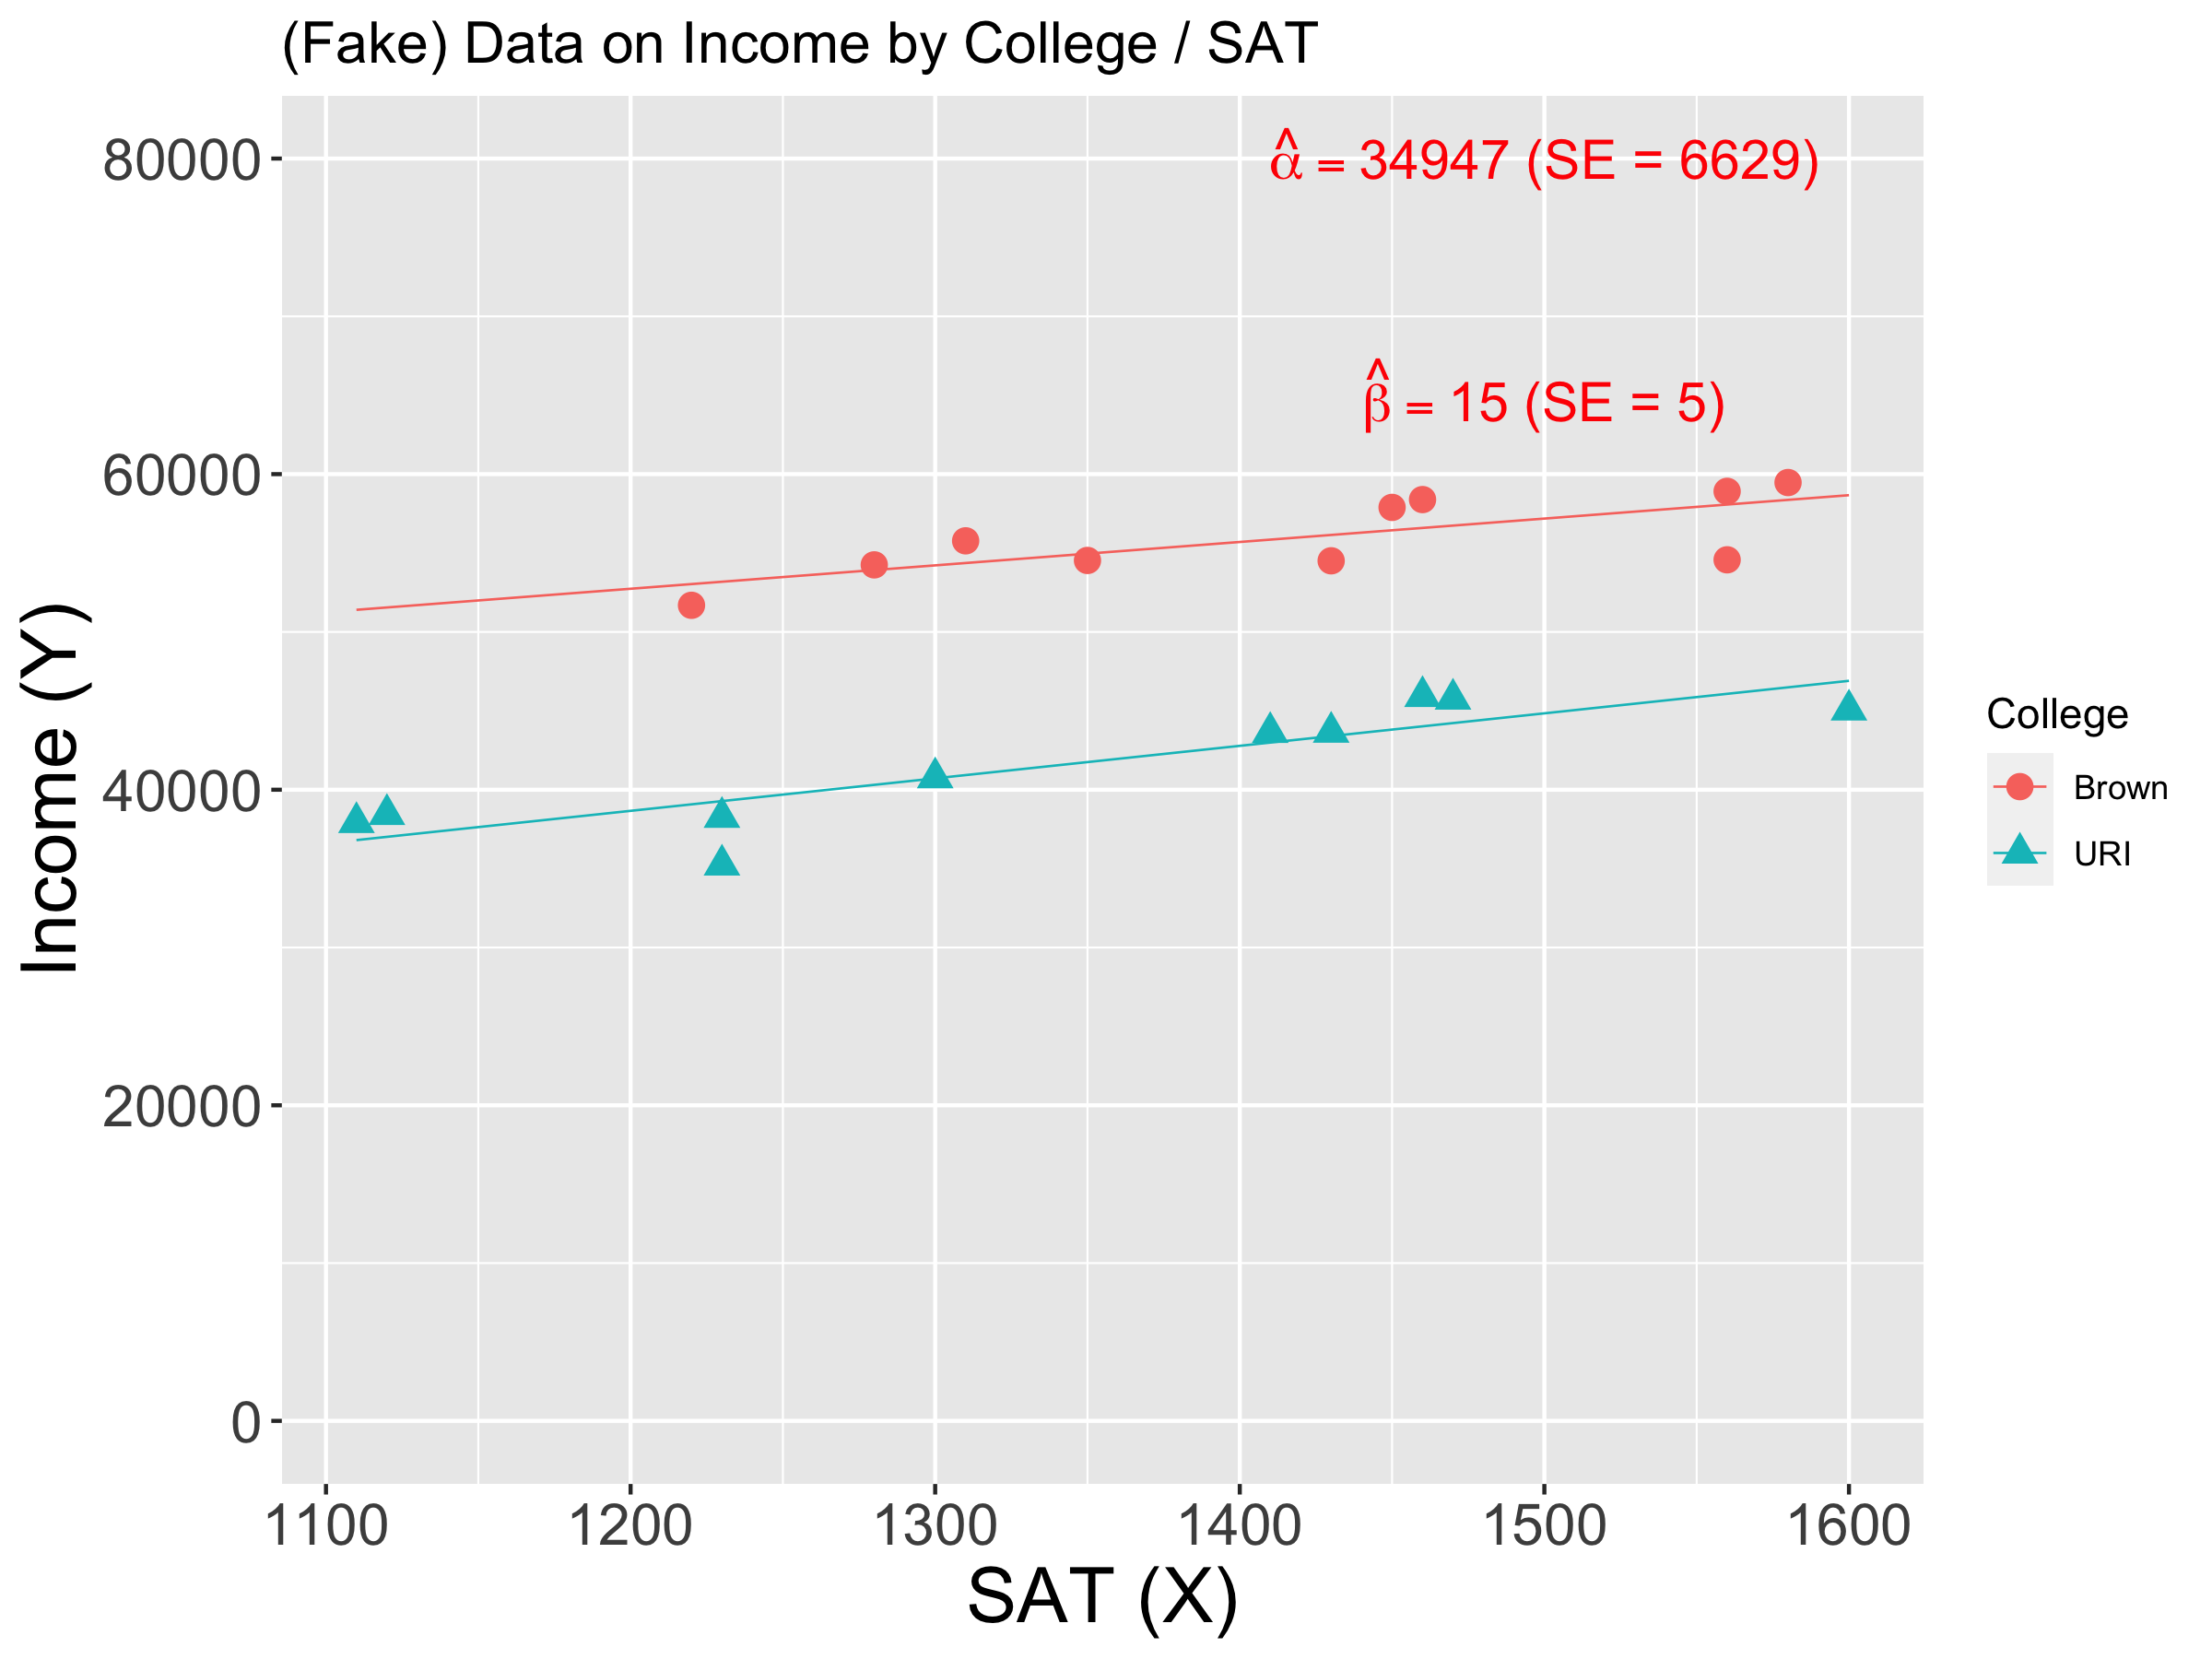 (Fake) Data on Income by College / SAT
α̂ = 34947 (SE = 6629)
β̂ = 15 (SE = 5)
Income (Y)
80000
60000
40000
20000
0
1100 1200 1300 1400 1500 1600
SAT (X)
College
Brown
URI